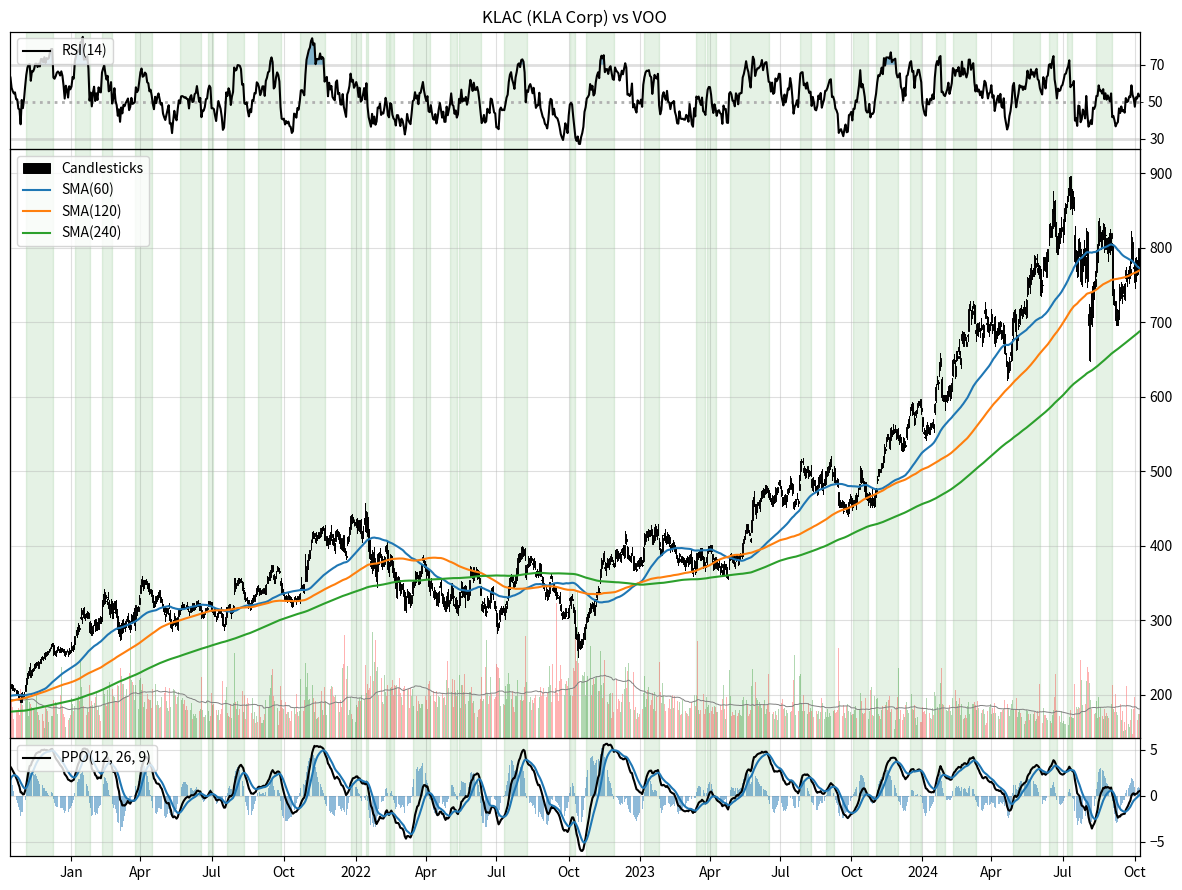 KLAC (KLA Corp) vs VOO
RSI(14)
70
50
30
Candlesticks
SMA(60)
SMA(120)
SMA(240)
900
800
700
600
500
400
300
200
PPO(12, 26, 9)
5
0
−5
Jan Apr Jul Oct 2022 Apr Jul Oct 2023 Apr Jul Oct 2024 Apr Jul Oct